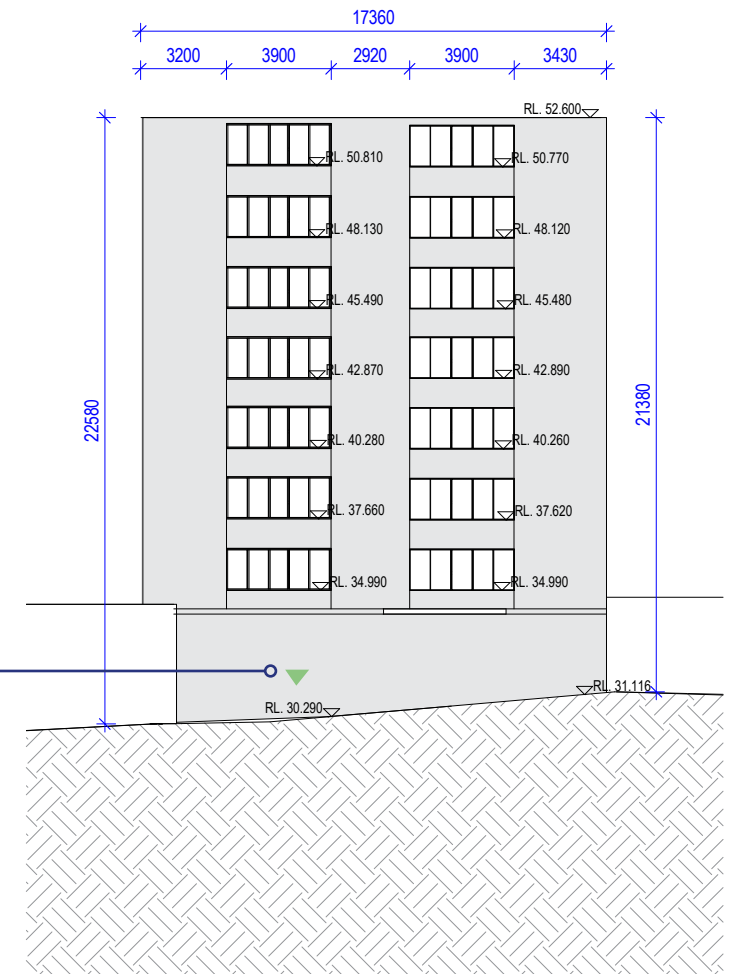 17360
3200 3900 2920 3900 3430
RL. 52.600
RL. 50.810 RL. 50.770
RL. 48.130 RL. 48.120
RL. 45.490 RL. 45.480
RL. 42.870 RL. 42.890
22580 21380
RL. 40.280 RL. 40.260
RL. 37.660 RL. 37.620
RL. 34.990 RL. 34.990
RL. 31.116
RL. 30.290